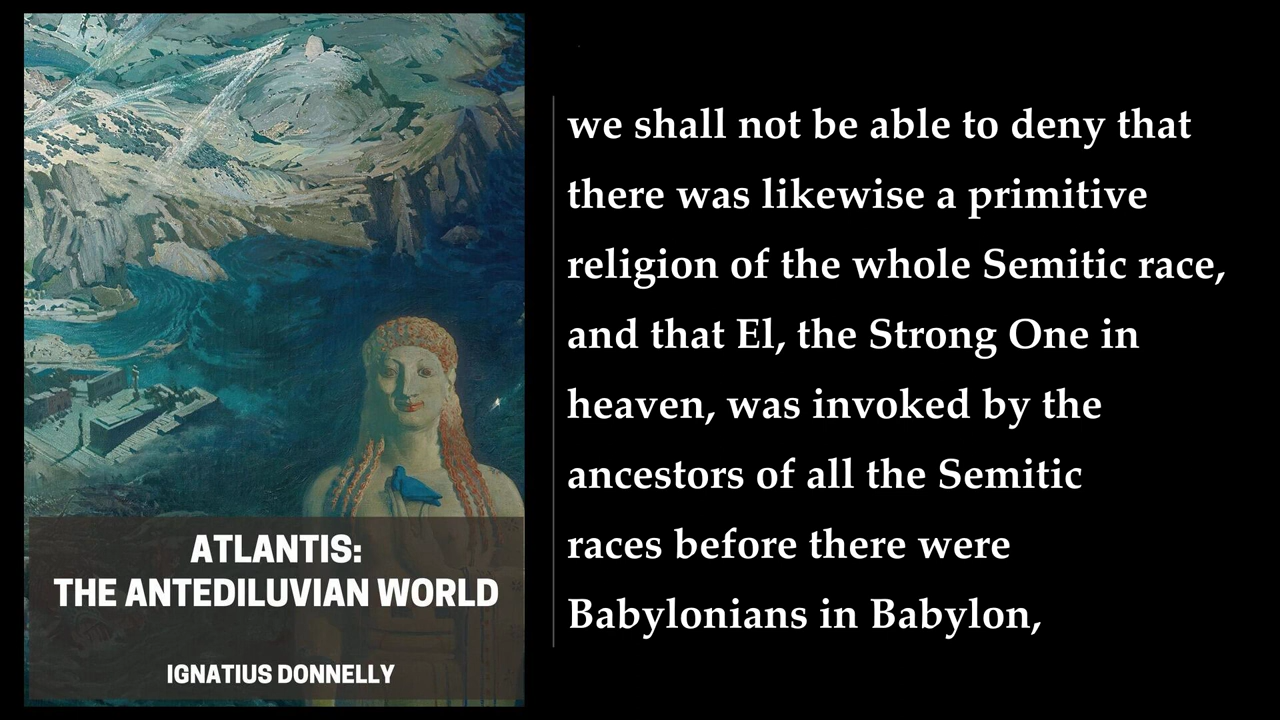 ATLANTIS:
THE ANTEDILUVIAN WORLD
IGNATIUS DONNELLY
we shall not be able to deny that
there was likewise a primitive
religion of the whole Semitic race,
and that El, the Strong One in
heaven, was invoked by the
ancestors of all the Semitic
races before there were
Babylonians in Babylon,